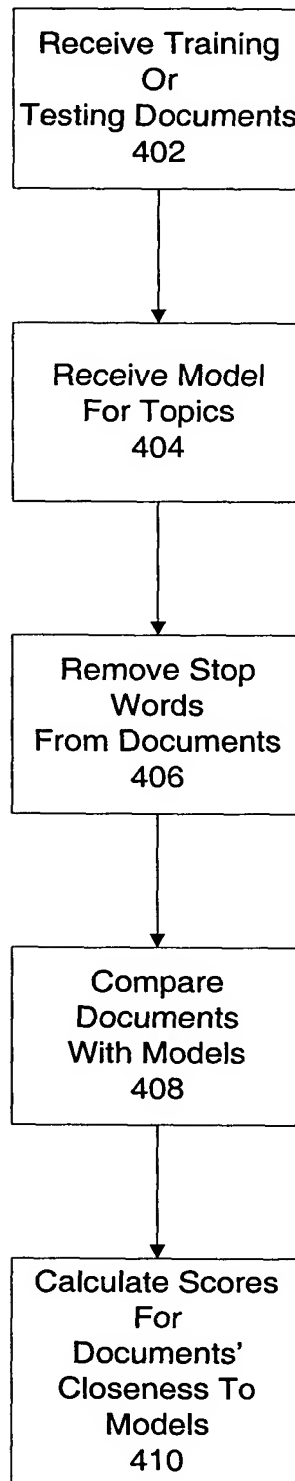 Receive Training
Or
Testing Documents
402
Receive Model
For Topics
404
Remove Stop
Words
From Documents
406
Compare
Documents
With Models
408
Calculate Scores
For
Documents'
Closeness To
Models
410